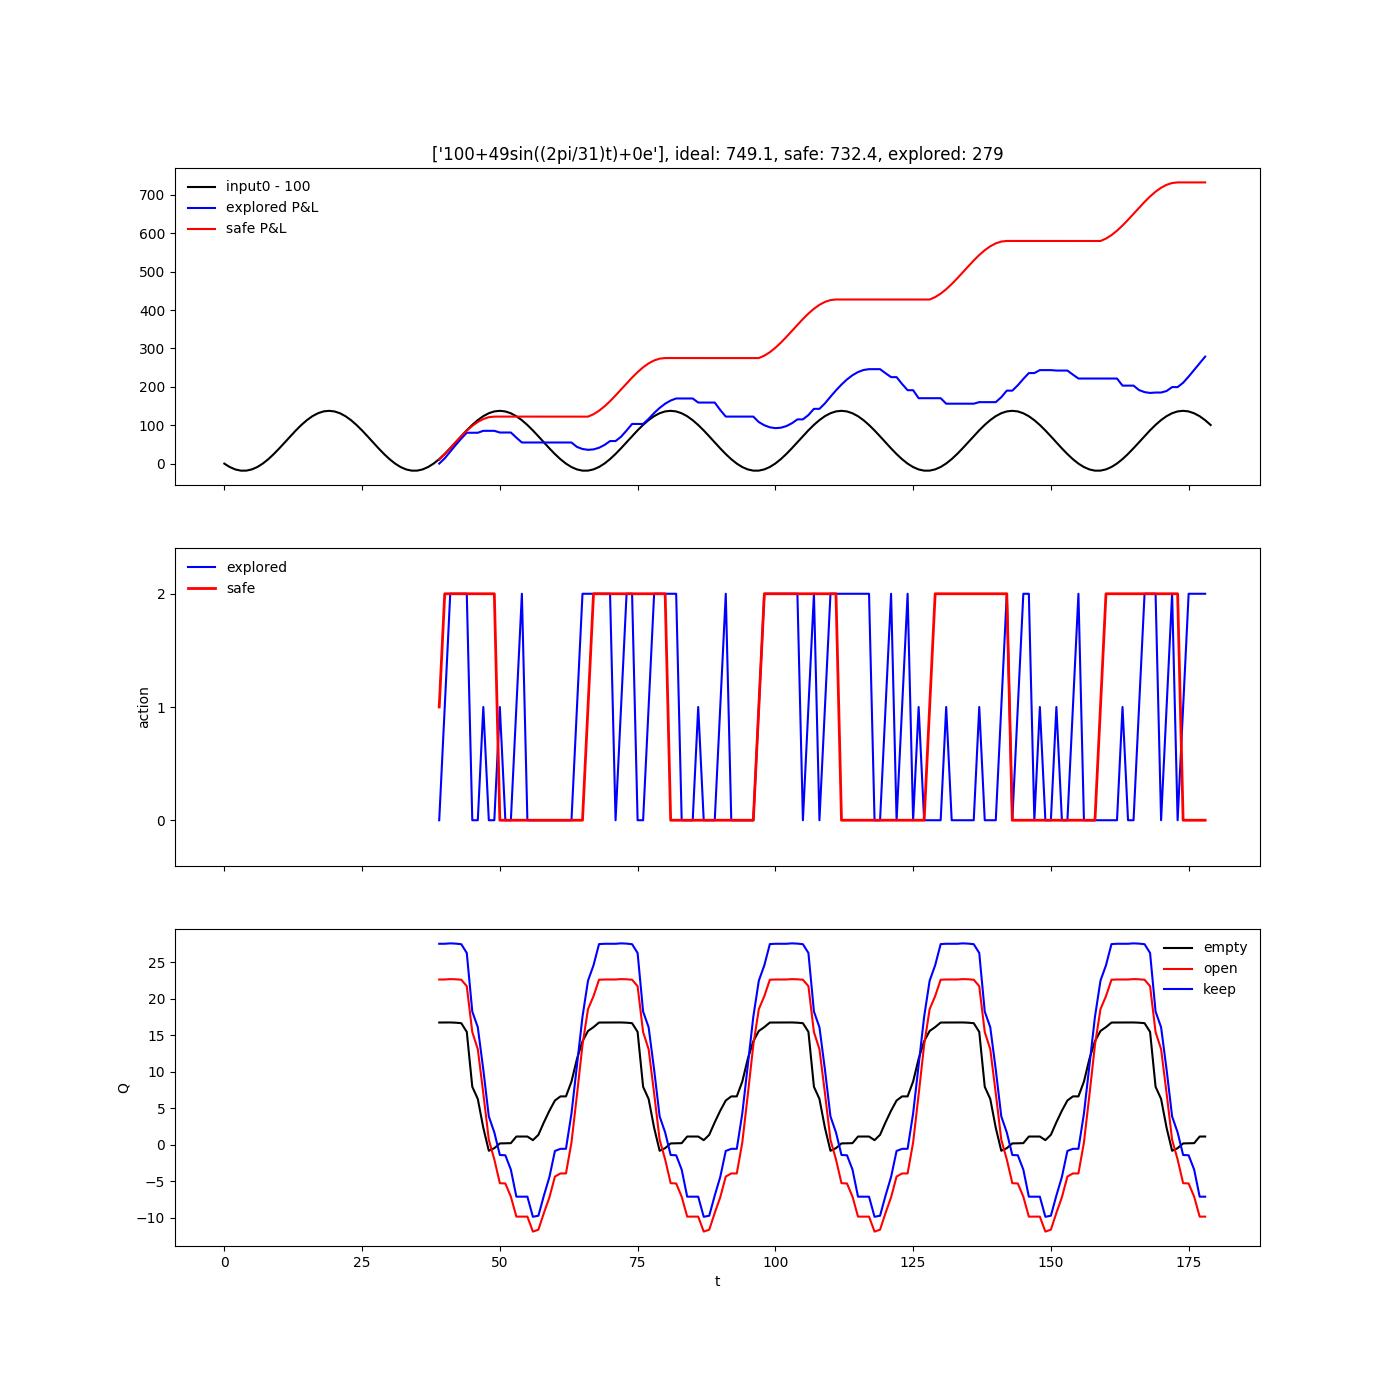 ['100+49sin((2pi/31)t)+0e'], ideal: 749.1, safe: 732.4, explored: 279
input0 - 100
explored P&L
safe P&L
700
600
500
400
300
200
100
0
explored
safe
2
1
0
action
empty
open
keep
25
20
15
10
5
0
−5
−10
Q
0 25 50 75 100 125 150 175
t